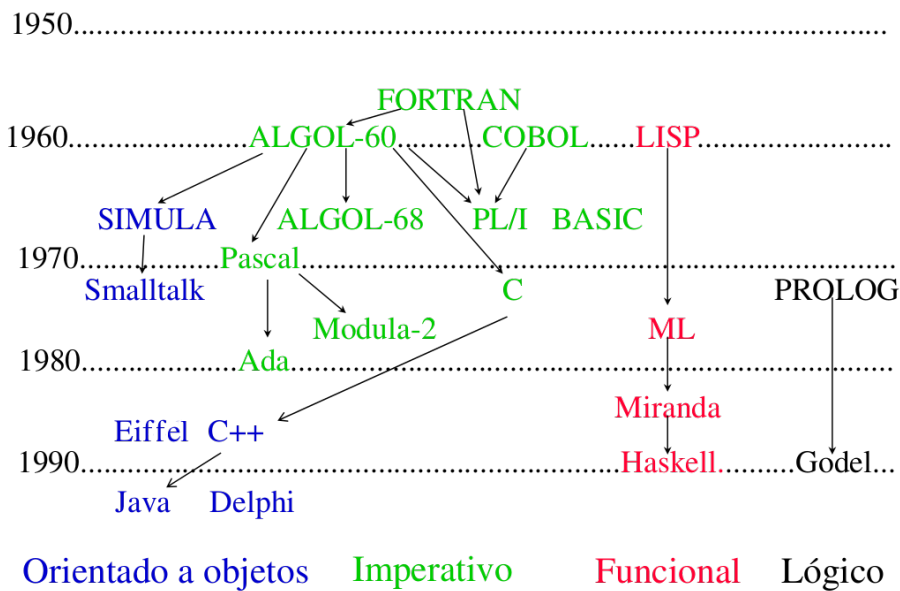 1950
FORTRAN
1960 ALGOL-60 COBOL LISP
SIMULA ALGOL-68 PL/I BASIC
1970 Pascal
Smalltalk C PROLOG
Modula-2 ML
1980 Ada
Miranda
Eiffel C++
1990 Haskell Godel
Java Delphi
Orientado a objetos Imperativo Funcional Lógico